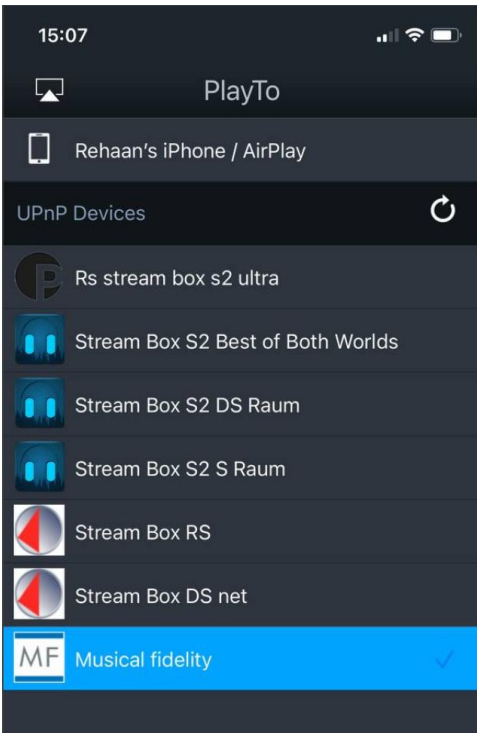 15:07
PlayTo
Rehaan's iPhone / AirPlay
UPnP Devices
Rs stream box s2 ultra
Stream Box S2 Best of Both Worlds
Stream Box S2 DS Raum
Stream Box S2 S Raum
Stream Box RS
Stream Box DS net
MF Musical fidelity